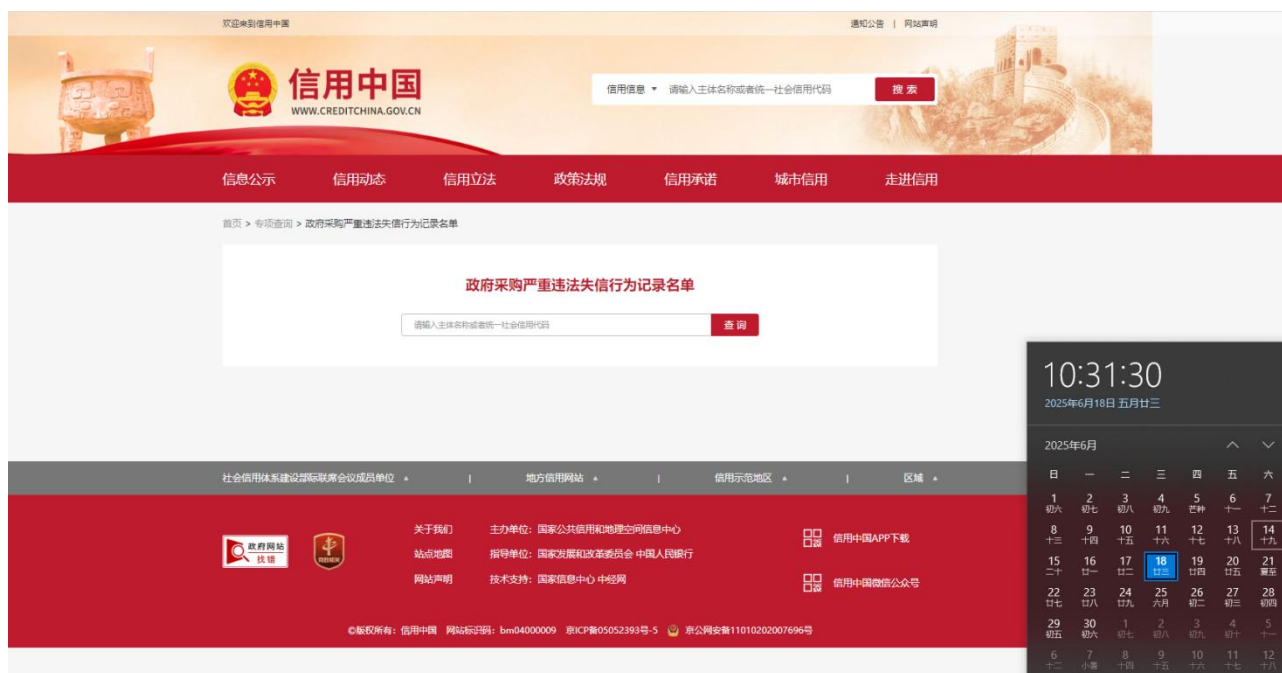 欢迎来到信用中国
通知公告 | 网站声明
信用中国
WWW.CREDITCHINA.GOV.CN
信用信息 请输入主体名称或者统一社会信用代码 搜索
信息公示 信用动态 信用立法 政策法规 信用承诺 城市信用 走进信用
首页 > 专项查询 > 政府采购严重违法失信行为记录名单
政府采购严重违法失信行为记录名单
请输入主体名称或者统一社会信用代码 查询
社会信用体系建设部际联席会议成员单位 | 地方信用网站 | 信用示范地区 | 区域
政府网站
找错
关于我们 主办单位:国家公共信用和地理空间信息中心
站点地图 指导单位:国家发展和改革委员会 中国人民银行
网站声明 技术支持:国家信息中心 中经网
信用中国APP下载
信用中国微信公众号
©版权所有:信用中国 网站标识码:bm04000009 京ICP备05052393号-5 京公网安备11010202007696号
10:31:30
2025年6月18日 五月廿三
2025年6月
日 一 二 三 四 五 六
1 2 3 4 5 6 7
初六 初七 初八 初九 芒种 十一 十二
8 9 10 11 12 13 14
十三 十四 十五 十六 十七 十八 十九
15 16 17 18 19 20 21
二十 廿一 廿二 廿三 廿四 廿五 夏至
22 23 24 25 26 27 28
廿七 廿八 廿九 六月 初二 初三 初四
29 30 1 2 3 4 5
初五 初六 初七 初八 初九 初十 十一
6 7 8 9 10 11 12
十二 小暑 十四 十五 十六 十七 十八